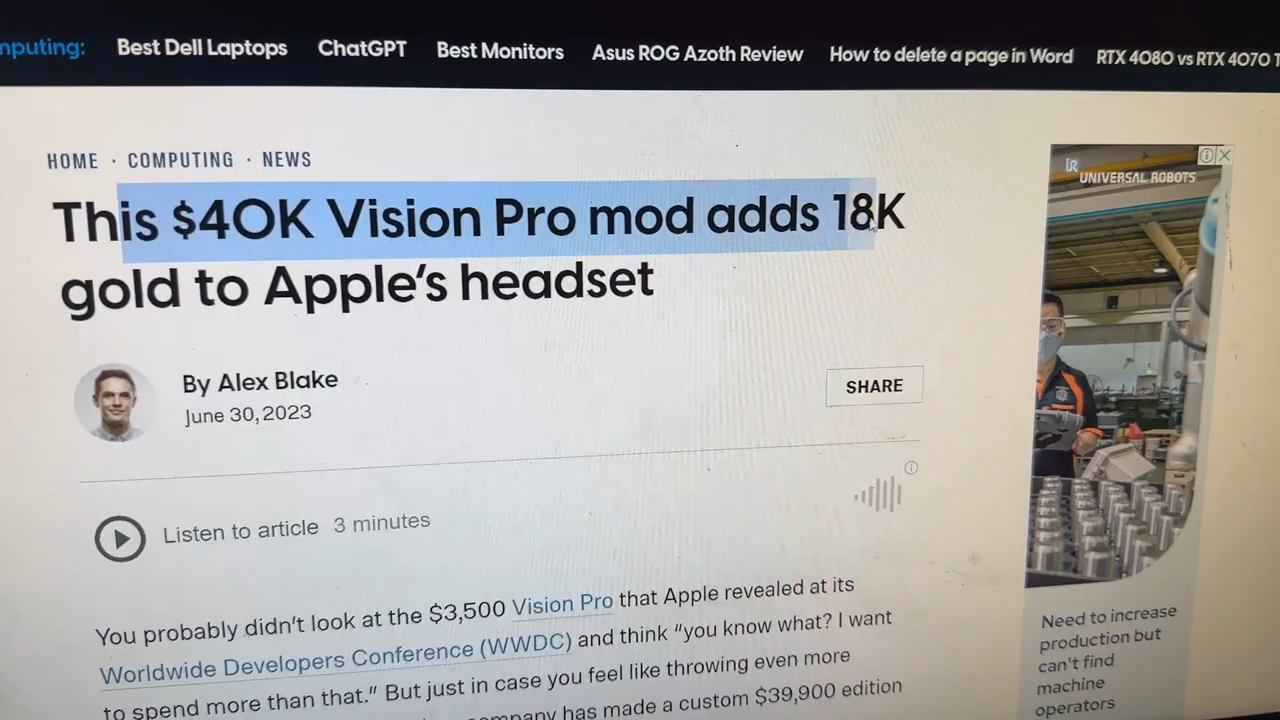 mputing: Best Dell Laptops ChatGPT Best Monitors Asus ROG Azoth Review How to delete a page in Word RTX 4080 vs RTX 4070 T
HOME · COMPUTING · NEWS
This $40K Vision Pro mod adds 18K
gold to Apple's headset
By Alex Blake
June 30, 2023
SHARE
Listen to article 3 minutes
You probably didn't look at the $3,500 Vision Pro that Apple revealed at its
Worldwide Developers Conference (WWDC) and think "you know what? I want
to spend more than that." But just in case you feel like throwing even more
company has made a custom $39,900 edition
UNIVERSAL ROBOTS
Need to increase
production but
can't find
machine
operators